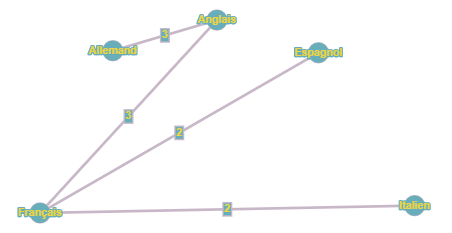 Anglais
Allemand
3
Espagnol
3
2
Français
2
Italien